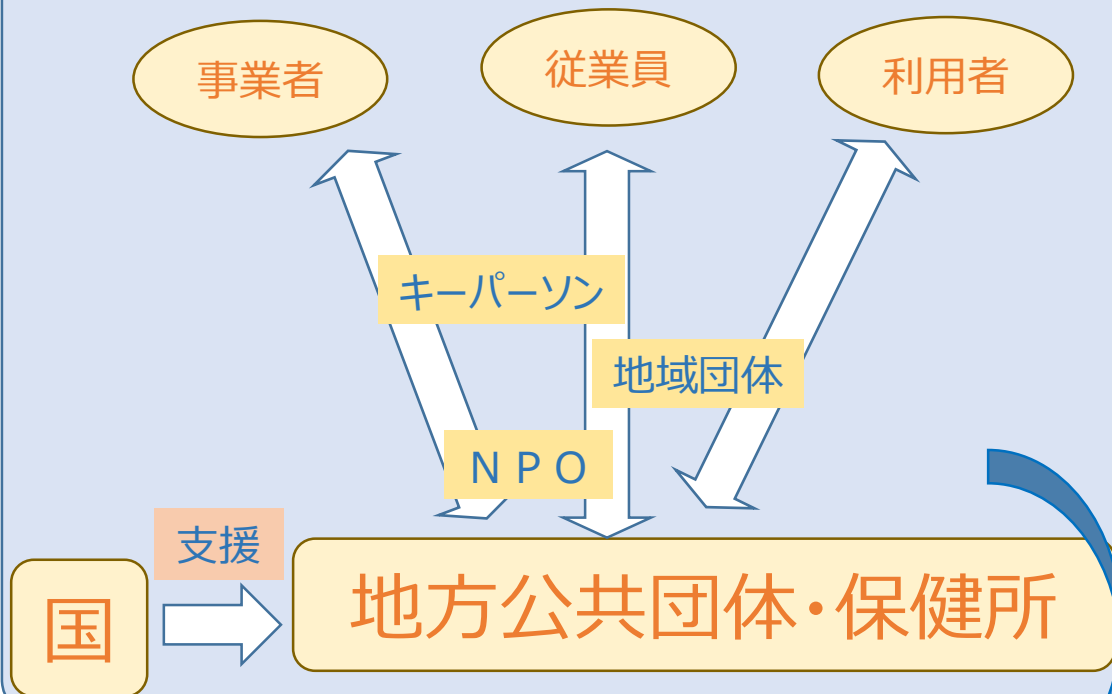 事業者
従業員
利用者
キーパーソン
地域団体
ＮＰＯ
支援
国
地方公共団体・保健所